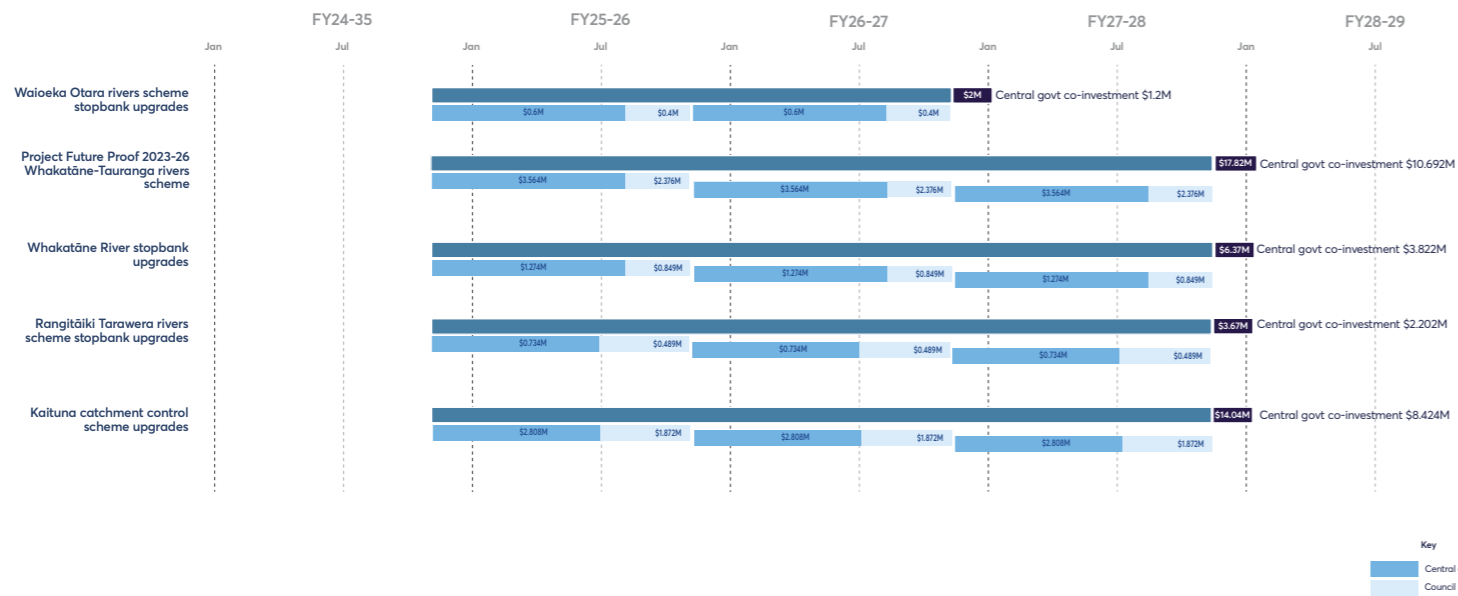 FY24-35 FY25-26 FY26-27 FY27-28 FY28-29
Jan Jul Jan Jul Jan Jul Jan Jul Jan Jul
Waioeka Otara rivers scheme
stopbank upgrades
$2M Central govt co-investment $1.2M
$0.6M $0.4M $0.6M $0.4M
Project Future Proof 2023-26
Whakatāne-Tauranga rivers
scheme
$17.82M Central govt co-investment $10.692M
$3.564M $2.376M
$3.564M $2.376M
$3.564M $2.376M
Whakatāne River stopbank
upgrades
$6.37M Central govt co-investment $3.822M
$1.274M $0.849M
$1.274M $0.849M
$1.274M $0.849M
Rangitāiki Tarawera rivers
scheme stopbank upgrades
$3.67M Central govt co-investment $2.202M
$0.734M $0.489M
$0.734M $0.489M
$0.734M $0.489M
Kaituna catchment control
scheme upgrades
$14.04M Central govt co-investment $8.424M
$2.808M $1.872M
$2.808M $1.872M
$2.808M $1.872M
Key
Central
Council